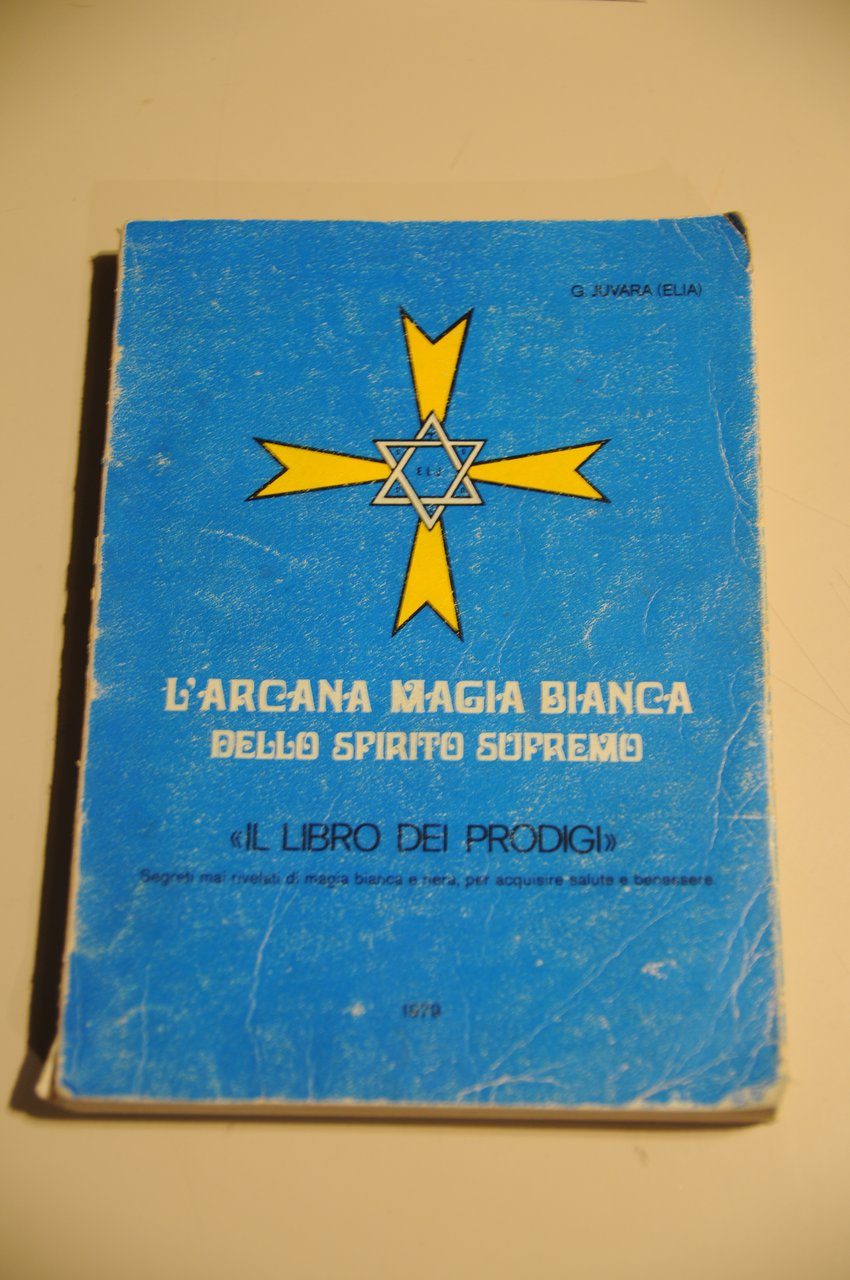 G. JUVARA (ELIA)
L'ARCANA MAGIA BIANCA
DELLO SPIRITO SUPREMO
«IL LIBRO DEI PRODIGI»
Segreti mai rivelati di magia bianca e nera, per acquisire salute e benessere.
1979